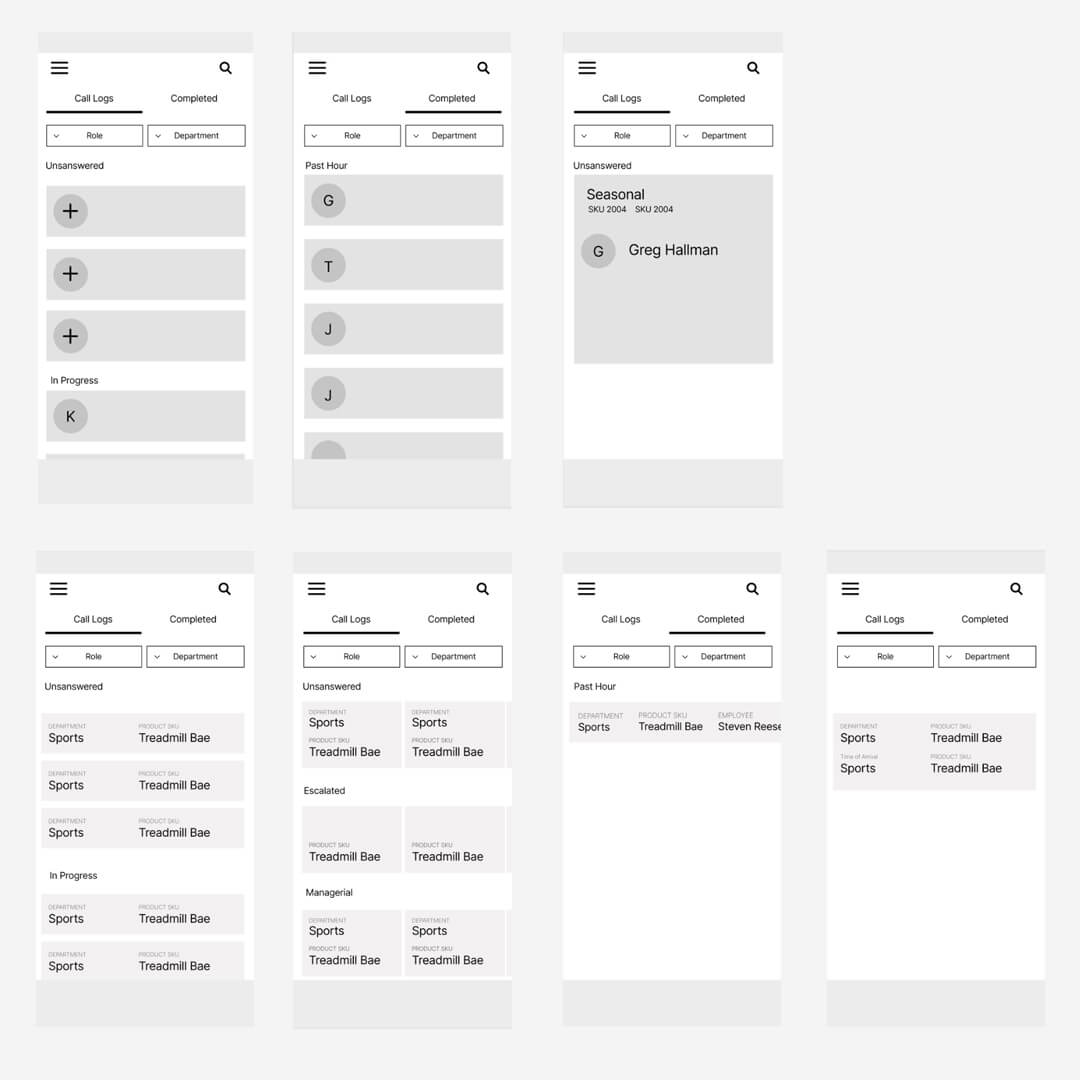 Call Logs Completed
Role Department
Unsanswered
In Progress
K
Call Logs Completed
Role Department
Past Hour
G
T
J
J
Call Logs Completed
Role Department
Unsanswered
Seasonal
SKU 2004 SKU 2004
G Greg Hallman
Call Logs Completed
Role Department
Unsanswered
DEPARTMENT PRODUCT SKU
Sports Treadmill Bae
DEPARTMENT PRODUCT SKU
Sports Treadmill Bae
DEPARTMENT PRODUCT SKU
Sports Treadmill Bae
In Progress
DEPARTMENT PRODUCT SKU
Sports Treadmill Bae
DEPARTMENT PRODUCT SKU
Sports Treadmill Bae
Call Logs Completed
Role Department
Unsanswered
DEPARTMENT DEPARTMENT
Sports Sports
PRODUCT SKU PRODUCT SKU
Treadmill Bae Treadmill Bae
Escalated
PRODUCT SKU PRODUCT SKU
Treadmill Bae Treadmill Bae
Managerial
DEPARTMENT DEPARTMENT
Sports Sports
PRODUCT SKU PRODUCT SKU
Treadmill Bae Treadmill Bae
Call Logs Completed
Role Department
Past Hour
DEPARTMENT PRODUCT SKU EMPLOYEE
Sports Treadmill Bae Steven Reese
Call Logs Completed
Role Department
DEPARTMENT PRODUCT SKU
Sports Treadmill Bae
Time of Arrival PRODUCT SKU
Sports Treadmill Bae